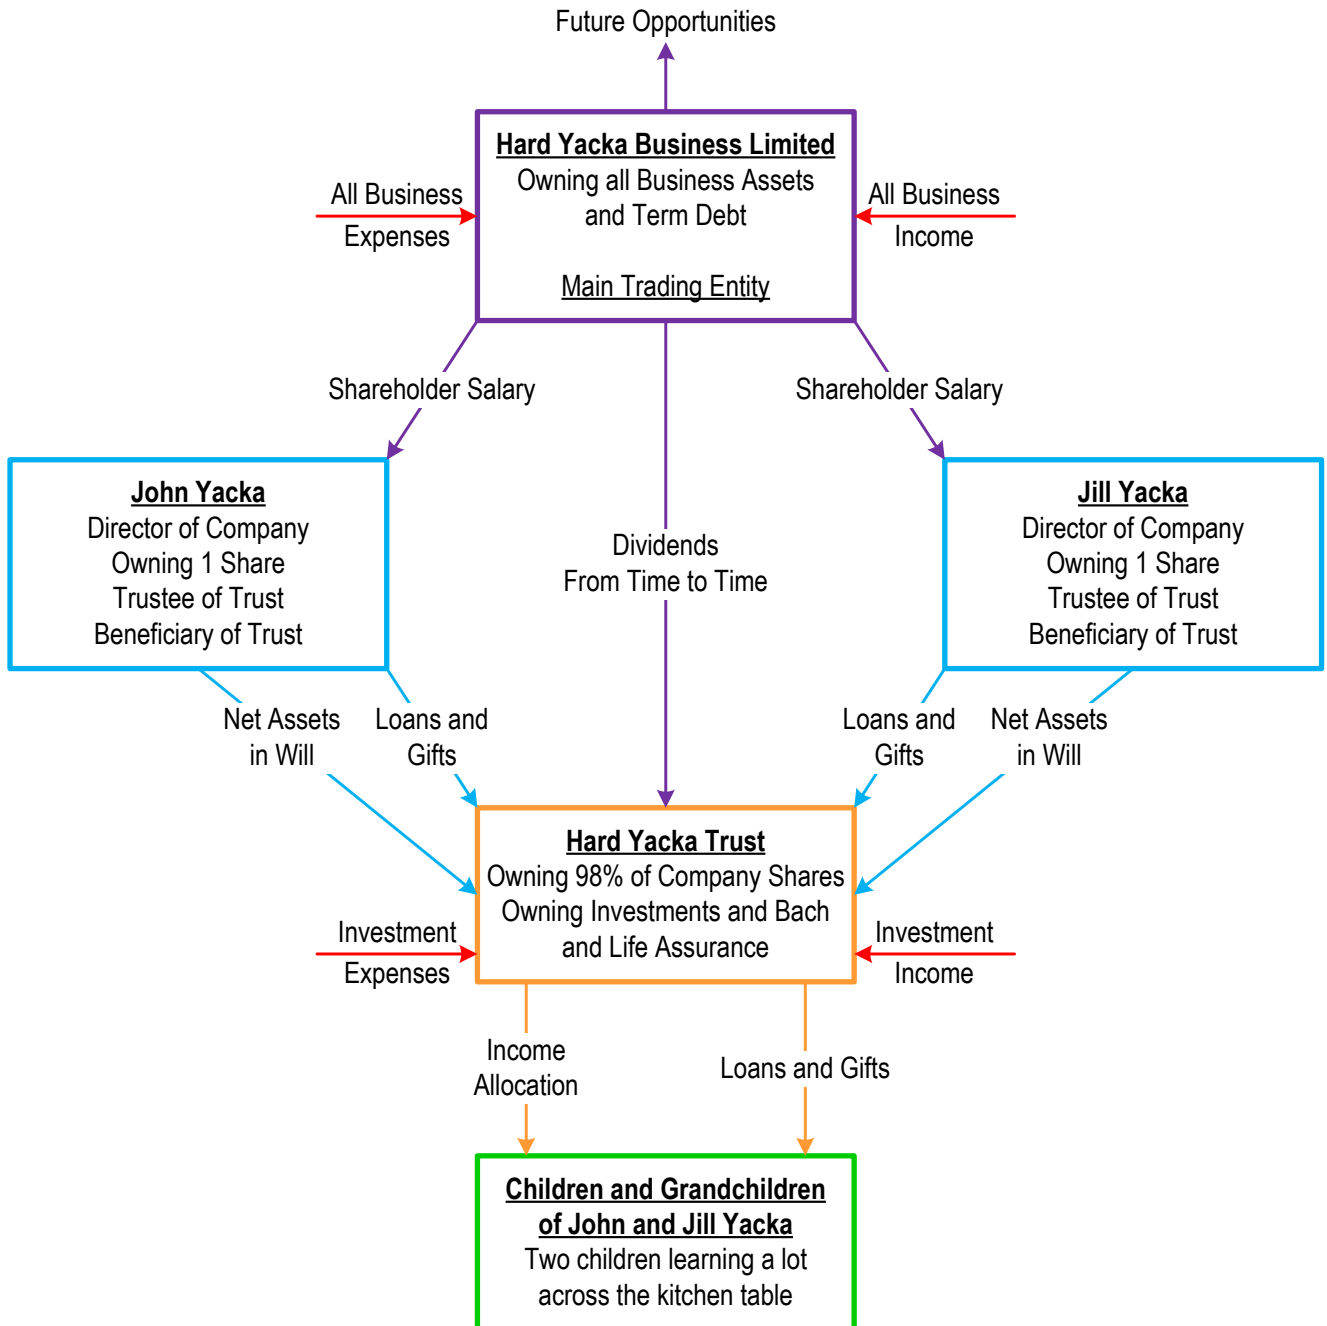 Future Opportunities
Hard Yacka Business Limited
Owning all Business Assets
and Term Debt
Main Trading Entity
All Business
Expenses
All Business
Income
Shareholder Salary
Shareholder Salary
John Yacka
Director of Company
Owning 1 Share
Trustee of Trust
Beneficiary of Trust
Dividends
From Time to Time
Jill Yacka
Director of Company
Owning 1 Share
Trustee of Trust
Beneficiary of Trust
Net Assets
in Will
Loans and
Gifts
Loans and
Gifts
Net Assets
in Will
Hard Yacka Trust
Owning 98% of Company Shares
Owning Investments and Bach
and Life Assurance
Investment
Expenses
Investment
Income
Income
Allocation
Loans and Gifts
Children and Grandchildren
of John and Jill Yacka
Two children learning a lot
across the kitchen table